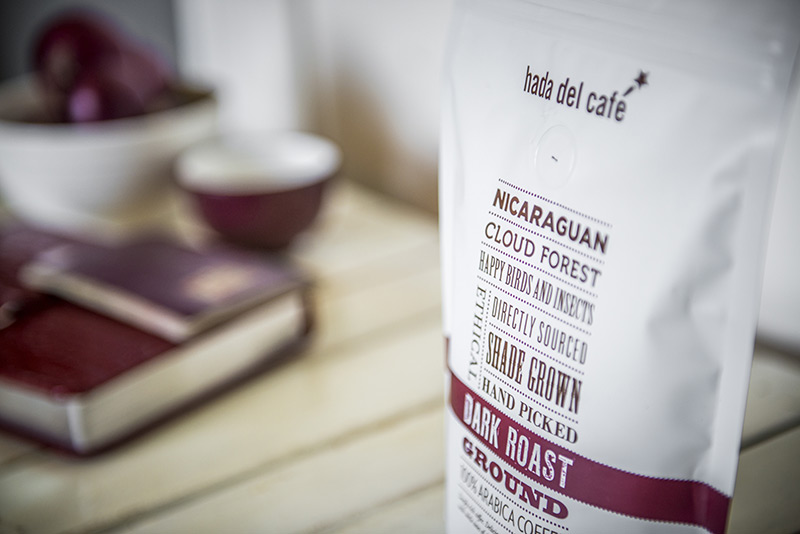 hada del café
NICARAGUAN
CLOUD FOREST
HAPPY BIRDS AND INSECTS
ETHICAL
DIRECTLY SOURCED
SHADE GROWN
HAND PICKED
DARK ROAST
GROUND
100% ARABICA COFFEE